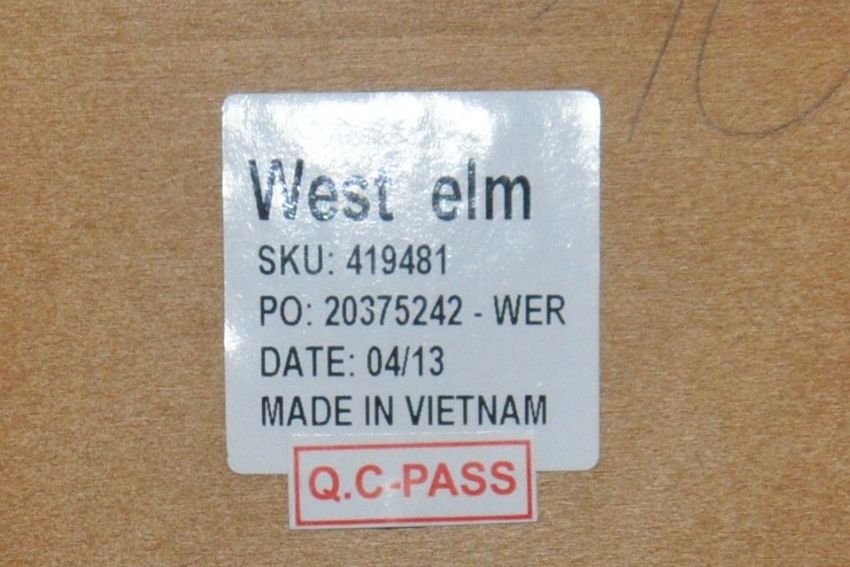 West elm
SKU: 419481
PO: 20375242 - WER
DATE: 04/13
MADE IN VIETNAM
Q.C-PASS